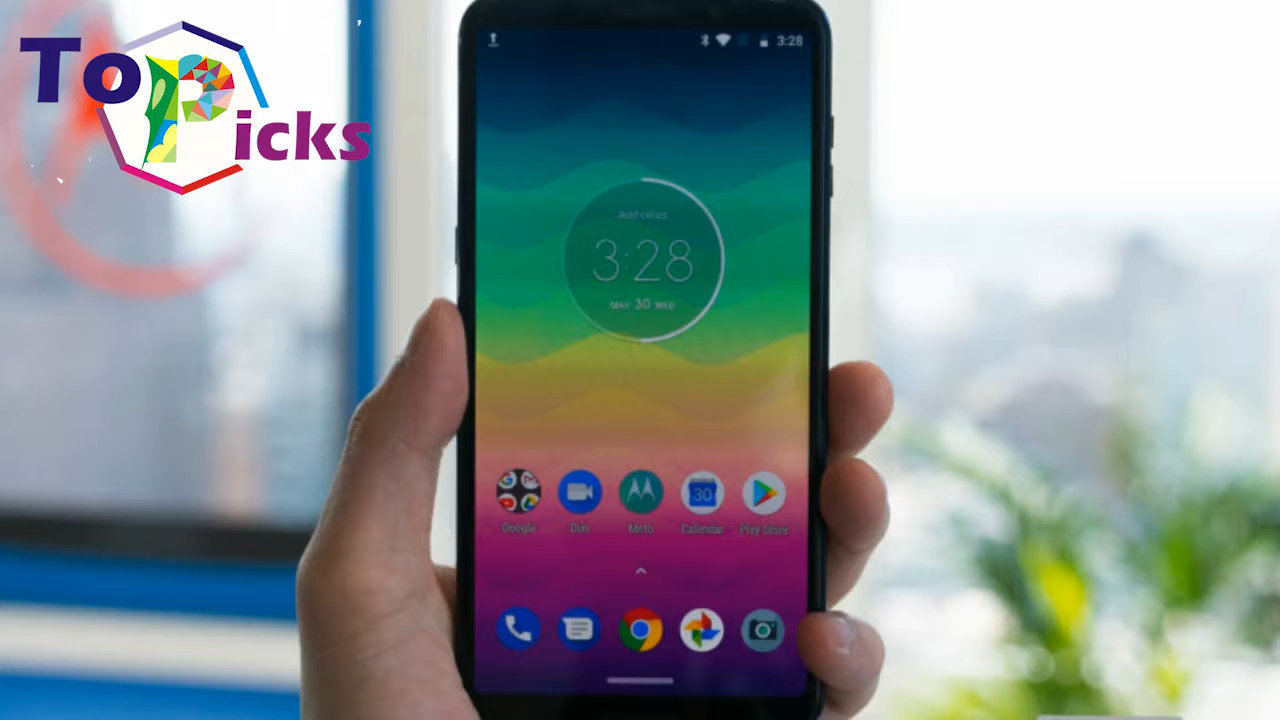 ToPicks
3:28
Add cities
3:28
MAY 30 WED
30
Google Duo Moto Calendar Play Store